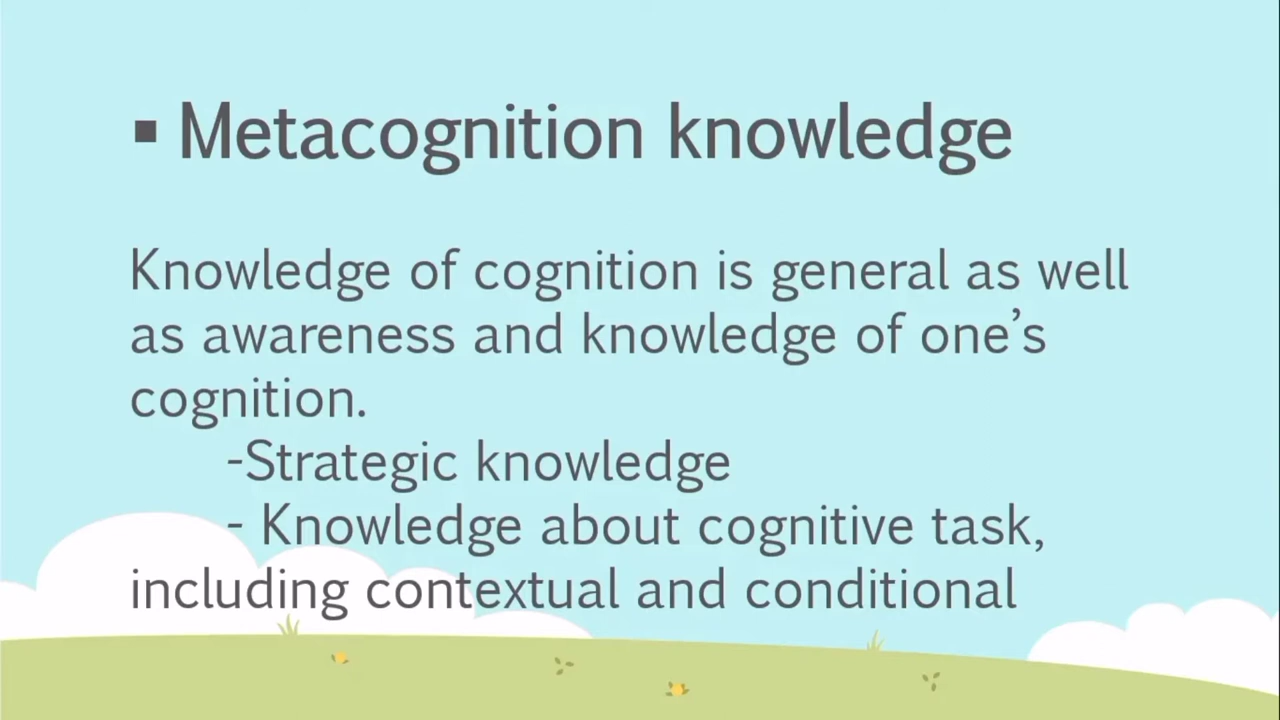 ▪ Metacognition knowledge
Knowledge of cognition is general as well
as awareness and knowledge of one’s
cognition.
-Strategic knowledge
- Knowledge about cognitive task,
including contextual and conditional